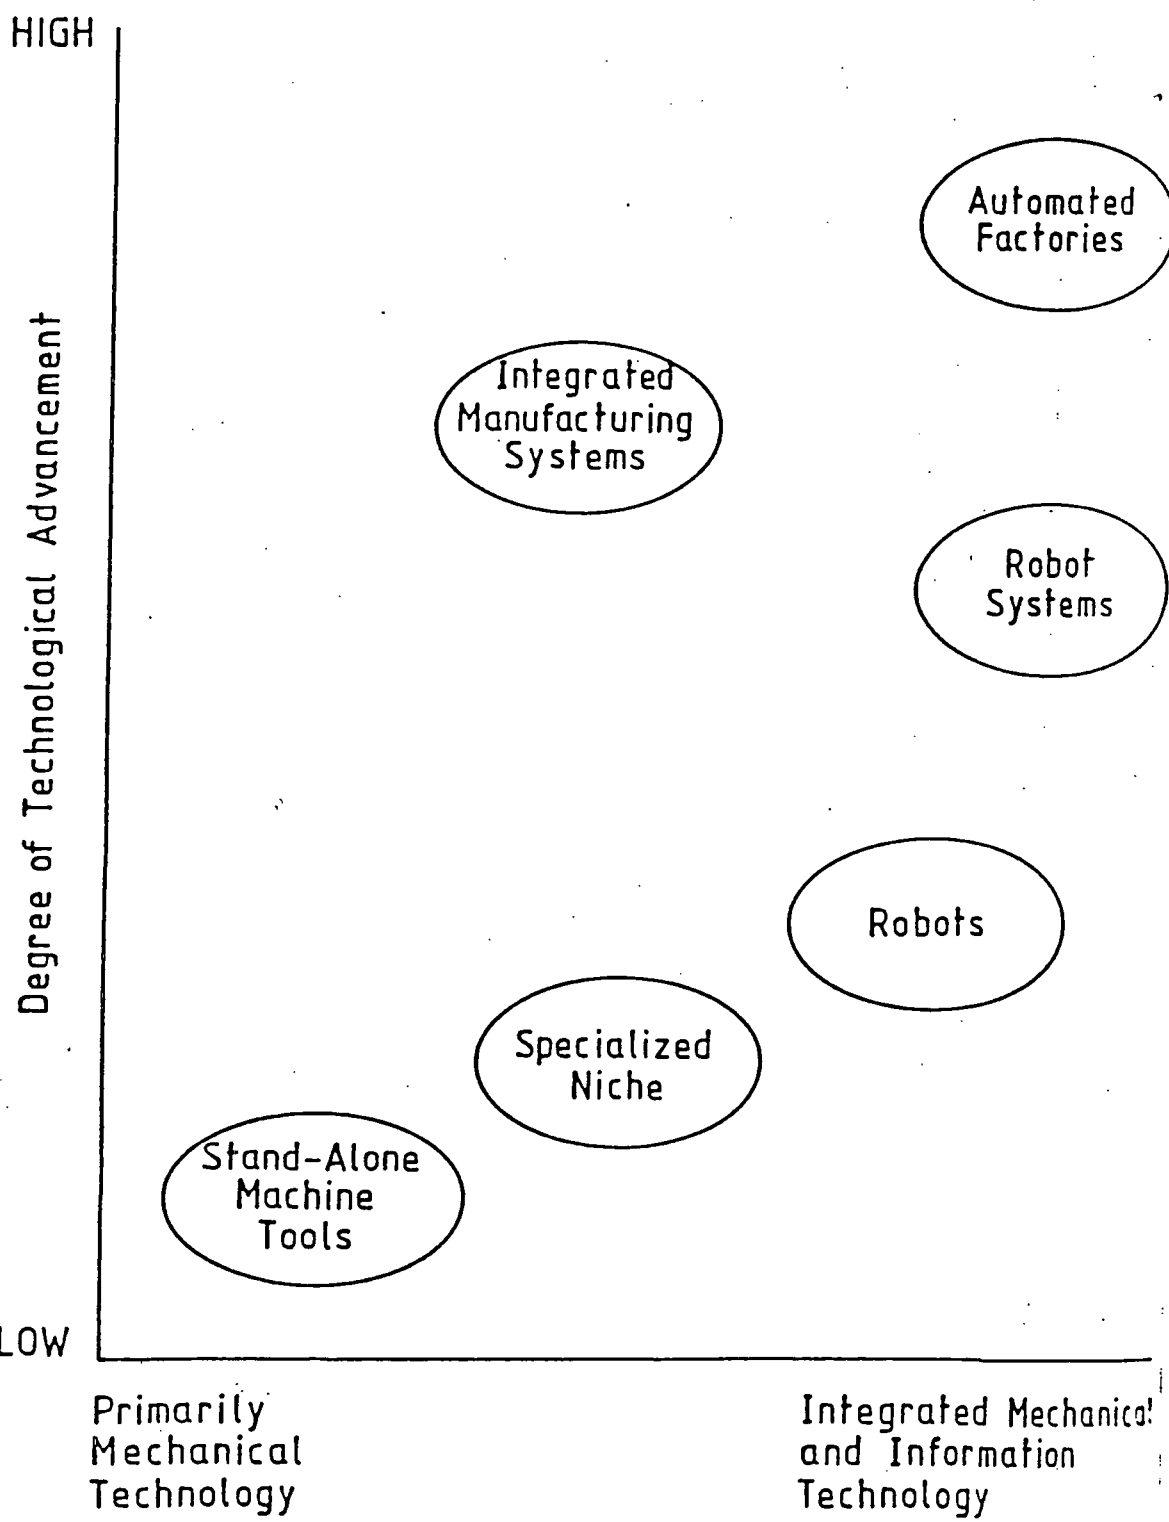 HIGH
Automated
Factories
Integrated
Manufacturing
Systems
Robot
Systems
Degree of Technological Advancement
Robots
Specialized
Niche
Stand-Alone
Machine
Tools
LOW
Primarily
Mechanical
Technology
Integrated Mechanical
and Information
Technology